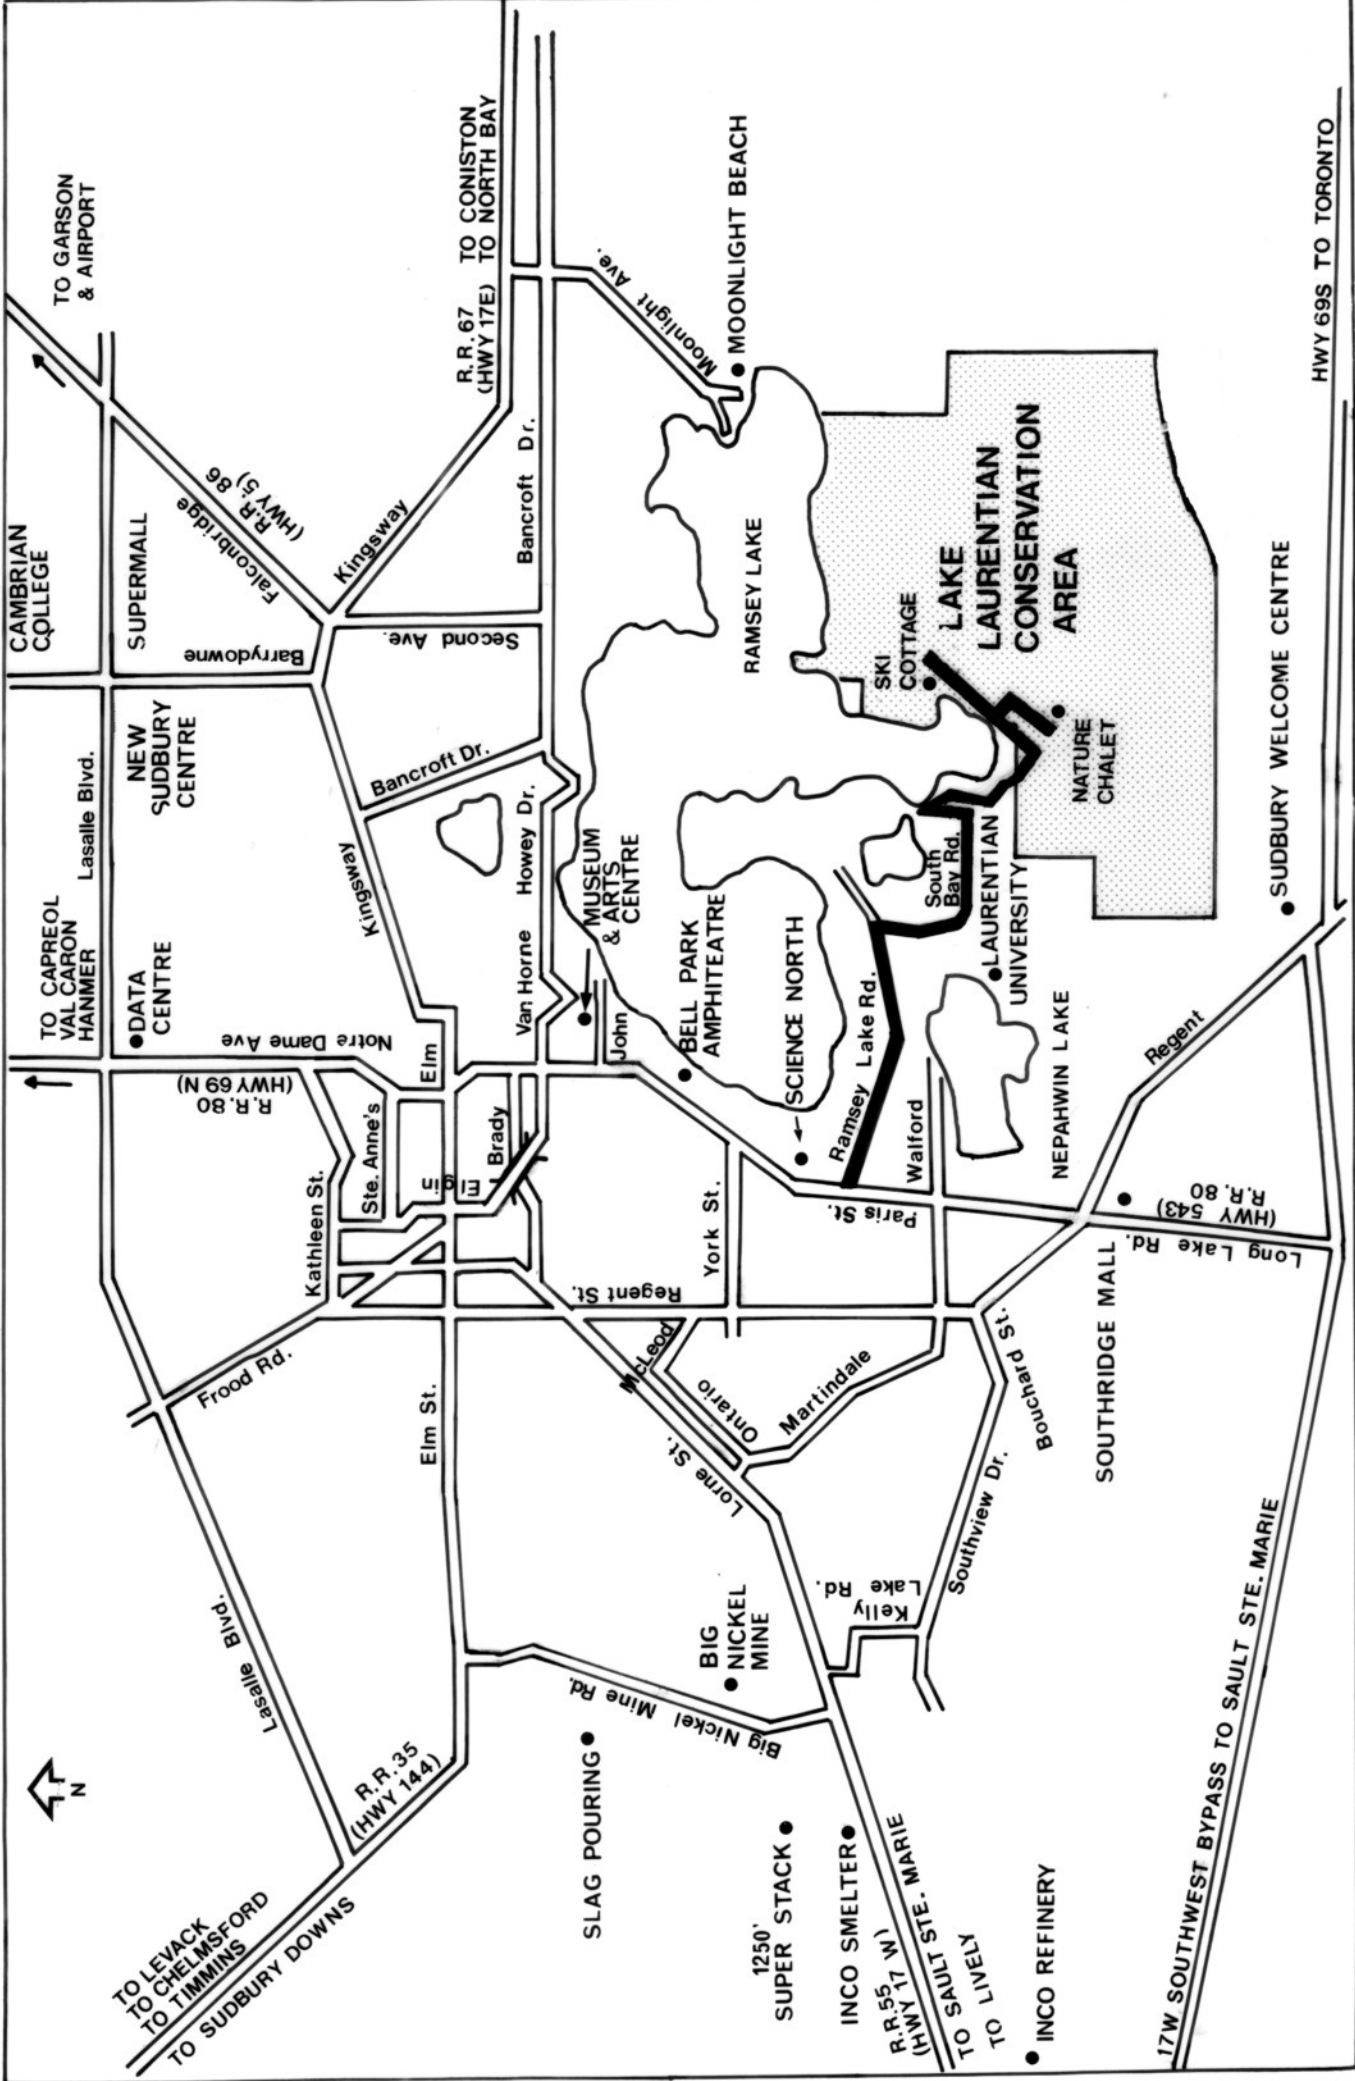 N
TO LEVACK
TO CHELMSFORD
TO TIMMINS
TO SUDBURY DOWNS
R.R. 35
(HWY 144)
Lasalle Blvd.
Frood Rd.
TO CAPREOL
VAL CARON
HANMER
Lasalle Blvd.
DATA
CENTRE
NEW
SUDBURY
CENTRE
CAMBRIAN
COLLEGE
SUPERMALL
TO GARSON
& AIRPORT
Barrydowne
Falconbridge
R.R. 86
(HWY 5)
Kingsway
Notre Dame Ave
R.R. 80
(HWY 69 N)
Kathleen St.
Ste. Anne's
Elm
Elm St.
Elgin
Brady
Kingsway
Bancroft Dr.
Second Ave.
R.R. 67
(HWY 17E)
TO CONISTON
TO NORTH BAY
Bancroft Dr.
Van Horne
Howey Dr.
John
MUSEUM
& ARTS
CENTRE
BELL PARK
AMPHITEATRE
SCIENCE NORTH
RAMSEY LAKE
Moonlight Ave.
MOONLIGHT BEACH
SLAG POURING
Big Nickel Mine Rd.
BIG
NICKEL
MINE
1250'
SUPER STACK
INCO SMELTER
R.R.55
(HWY 17 W)
TO SAULT STE. MARIE
TO LIVELY
INCO REFINERY
Lorne St.
McLeod
Ontario
Martindale
Regent St.
York St.
Paris St.
Kelly Lake Rd.
Southview Dr.
Bouchard St.
Walford
Ramsey Lake Rd.
South
Bay Rd.
LAURENTIAN
UNIVERSITY
NEPAHWIN LAKE
SKI
COTTAGE
LAKE
LAURENTIAN
CONSERVATION
AREA
NATURE
CHALET
Regent
SOUTHRIDGE MALL
Long Lake Rd.
(HWY 543)
R.R. 80
SUDBURY WELCOME CENTRE
17W SOUTHWEST BYPASS TO SAULT STE. MARIE
HWY 69S TO TORONTO